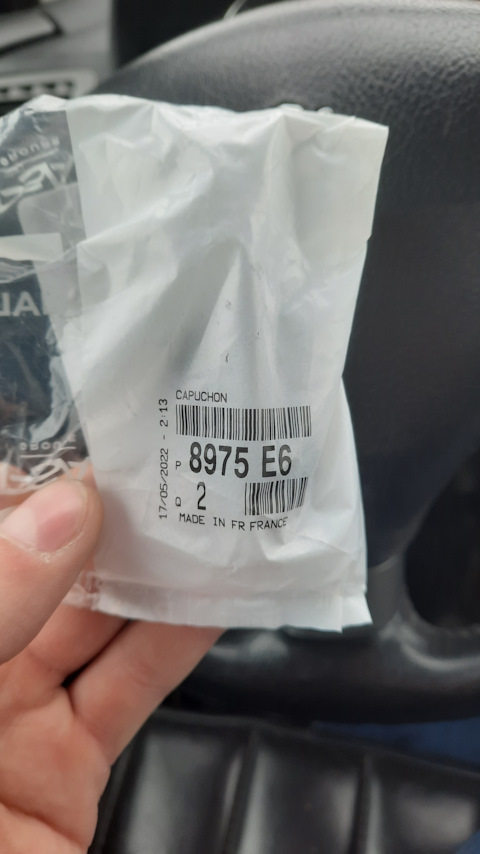 CAPUCHON
P 8975 E6
Q 2
MADE IN FR FRANCE
17/05/2022 - 2:13